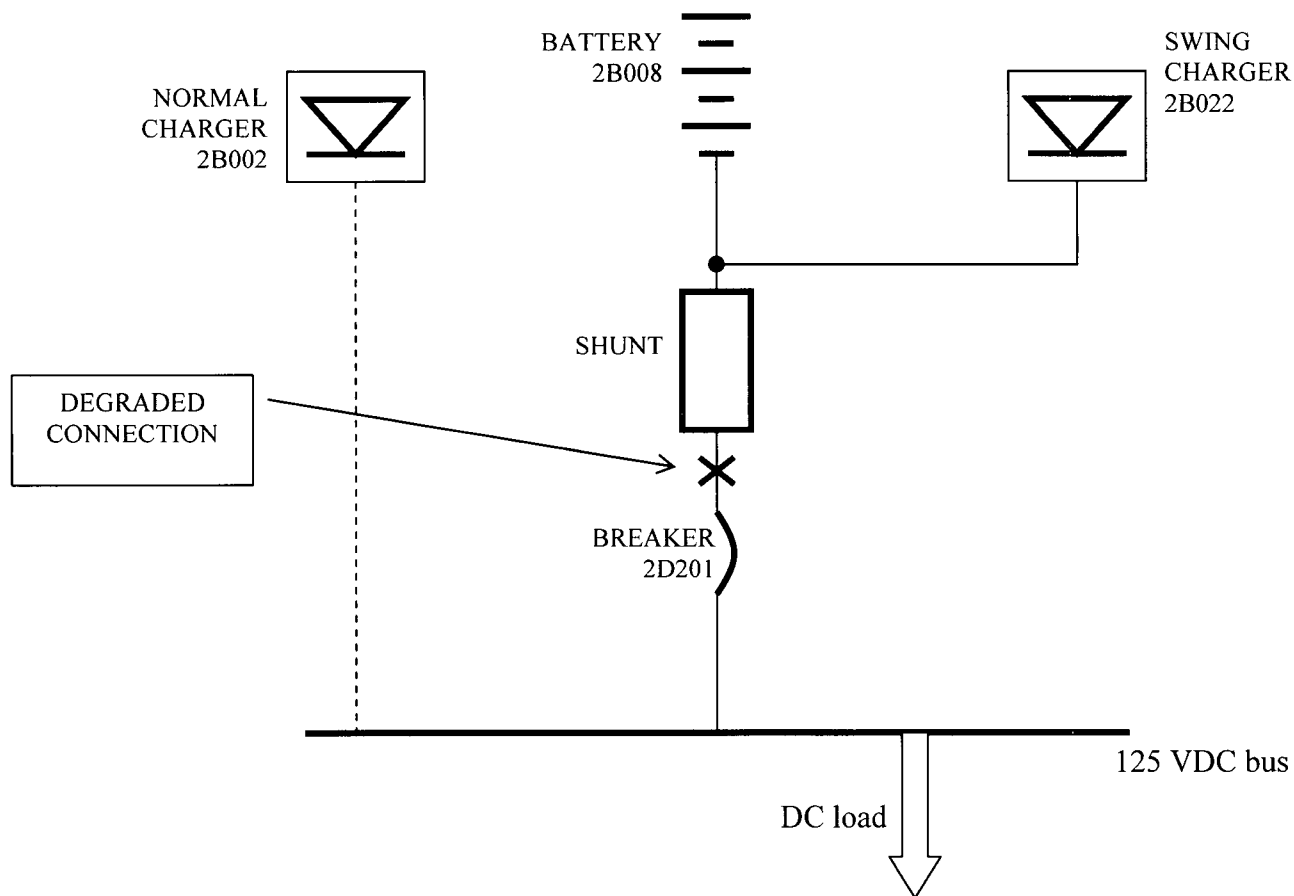 BATTERY
2B008
SWING
CHARGER
2B022
NORMAL
CHARGER
2B002
SHUNT
DEGRADED
CONNECTION
BREAKER
2D201
125 VDC bus
DC load